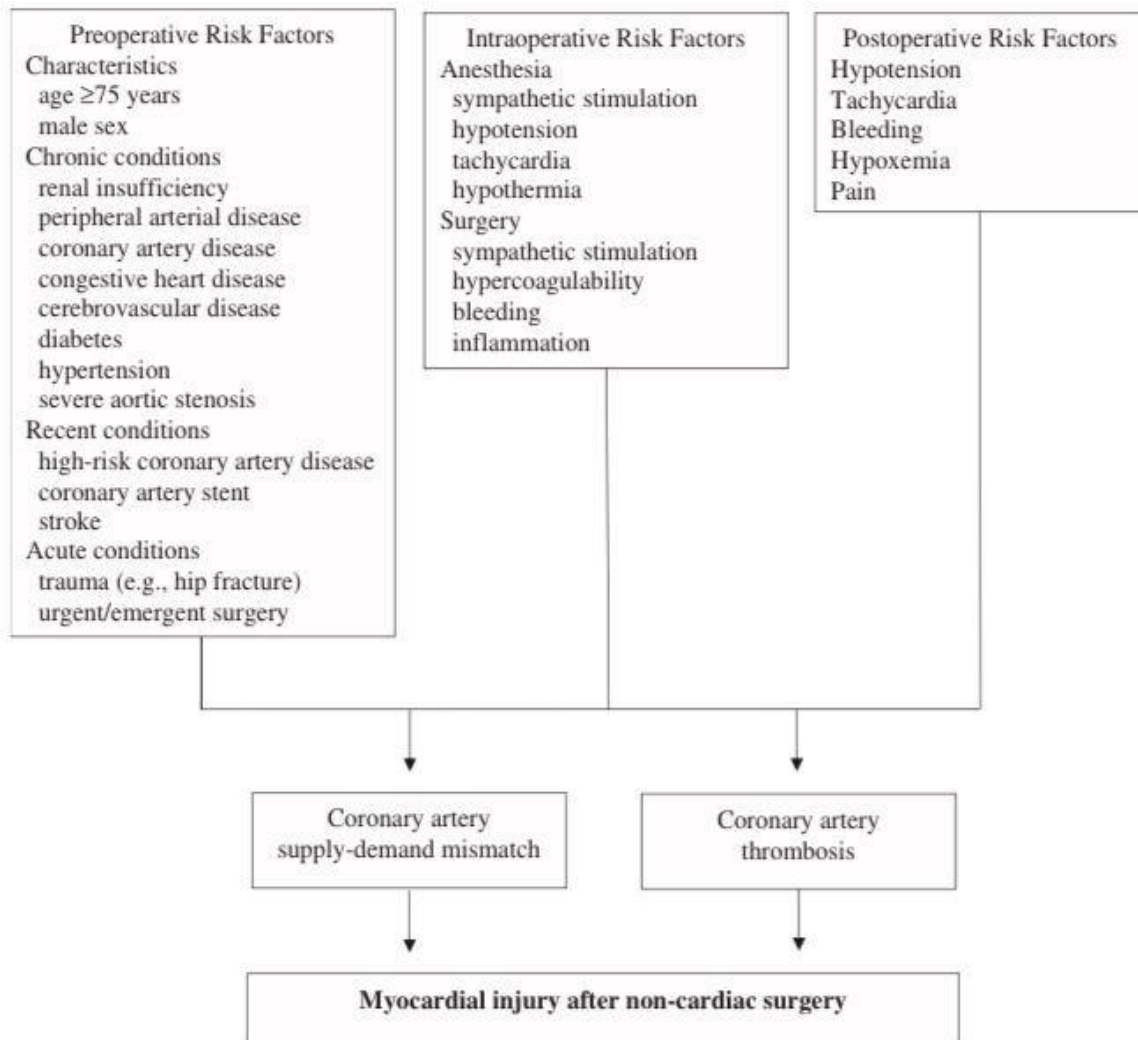 Preoperative Risk Factors
Characteristics
age ≥75 years
male sex
Chronic conditions
renal insufficiency
peripheral arterial disease
coronary artery disease
congestive heart disease
cerebrovascular disease
diabetes
hypertension
severe aortic stenosis
Recent conditions
high-risk coronary artery disease
coronary artery stent
stroke
Acute conditions
trauma (e.g., hip fracture)
urgent/emergent surgery
Intraoperative Risk Factors
Anesthesia
sympathetic stimulation
hypotension
tachycardia
hypothermia
Surgery
sympathetic stimulation
hypercoagulability
bleeding
inflammation
Postoperative Risk Factors
Hypotension
Tachycardia
Bleeding
Hypoxemia
Pain
Coronary artery
supply-demand mismatch
Coronary artery
thrombosis
Myocardial injury after non-cardiac surgery